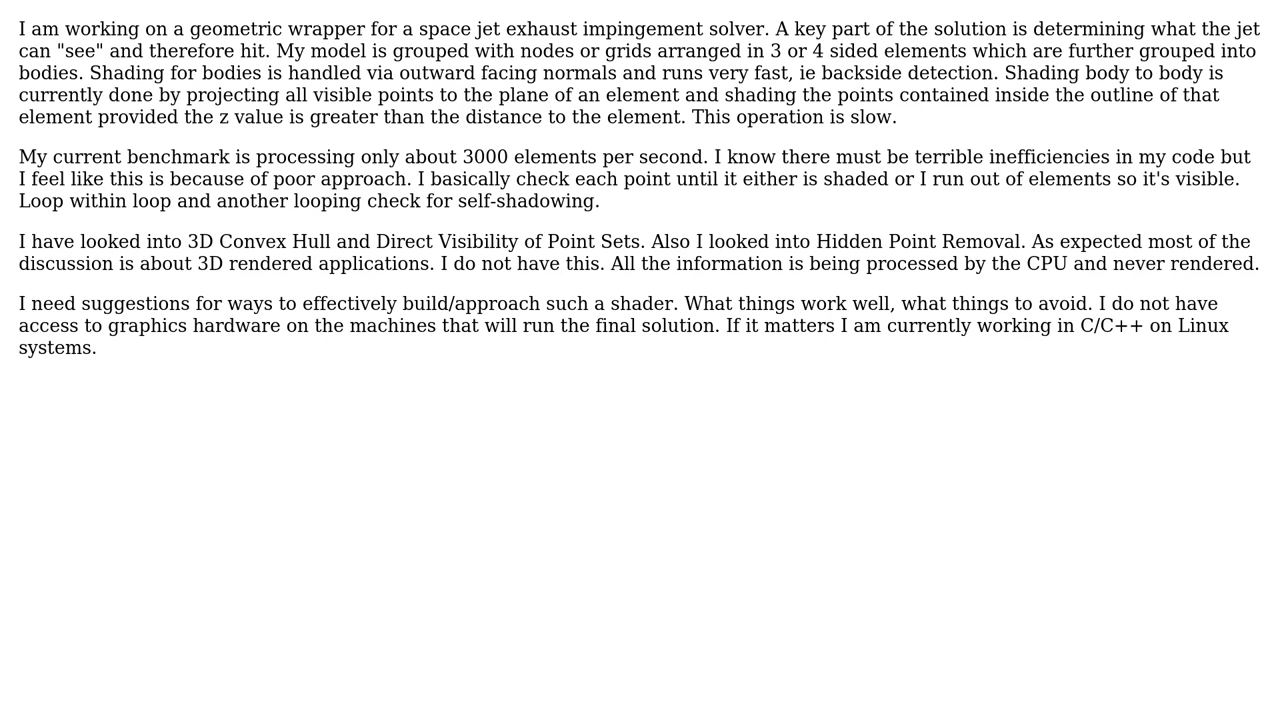 I am working on a geometric wrapper for a space jet exhaust impingement solver. A key part of the solution is determining what the jet
can "see" and therefore hit. My model is grouped with nodes or grids arranged in 3 or 4 sided elements which are further grouped into
bodies. Shading for bodies is handled via outward facing normals and runs very fast, ie backside detection. Shading body to body is
currently done by projecting all visible points to the plane of an element and shading the points contained inside the outline of that
element provided the z value is greater than the distance to the element. This operation is slow.
My current benchmark is processing only about 3000 elements per second. I know there must be terrible inefficiencies in my code but
I feel like this is because of poor approach. I basically check each point until it either is shaded or I run out of elements so it's visible.
Loop within loop and another looping check for self-shadowing.
I have looked into 3D Convex Hull and Direct Visibility of Point Sets. Also I looked into Hidden Point Removal. As expected most of the
discussion is about 3D rendered applications. I do not have this. All the information is being processed by the CPU and never rendered.
I need suggestions for ways to effectively build/approach such a shader. What things work well, what things to avoid. I do not have
access to graphics hardware on the machines that will run the final solution. If it matters I am currently working in C/C++ on Linux
systems.